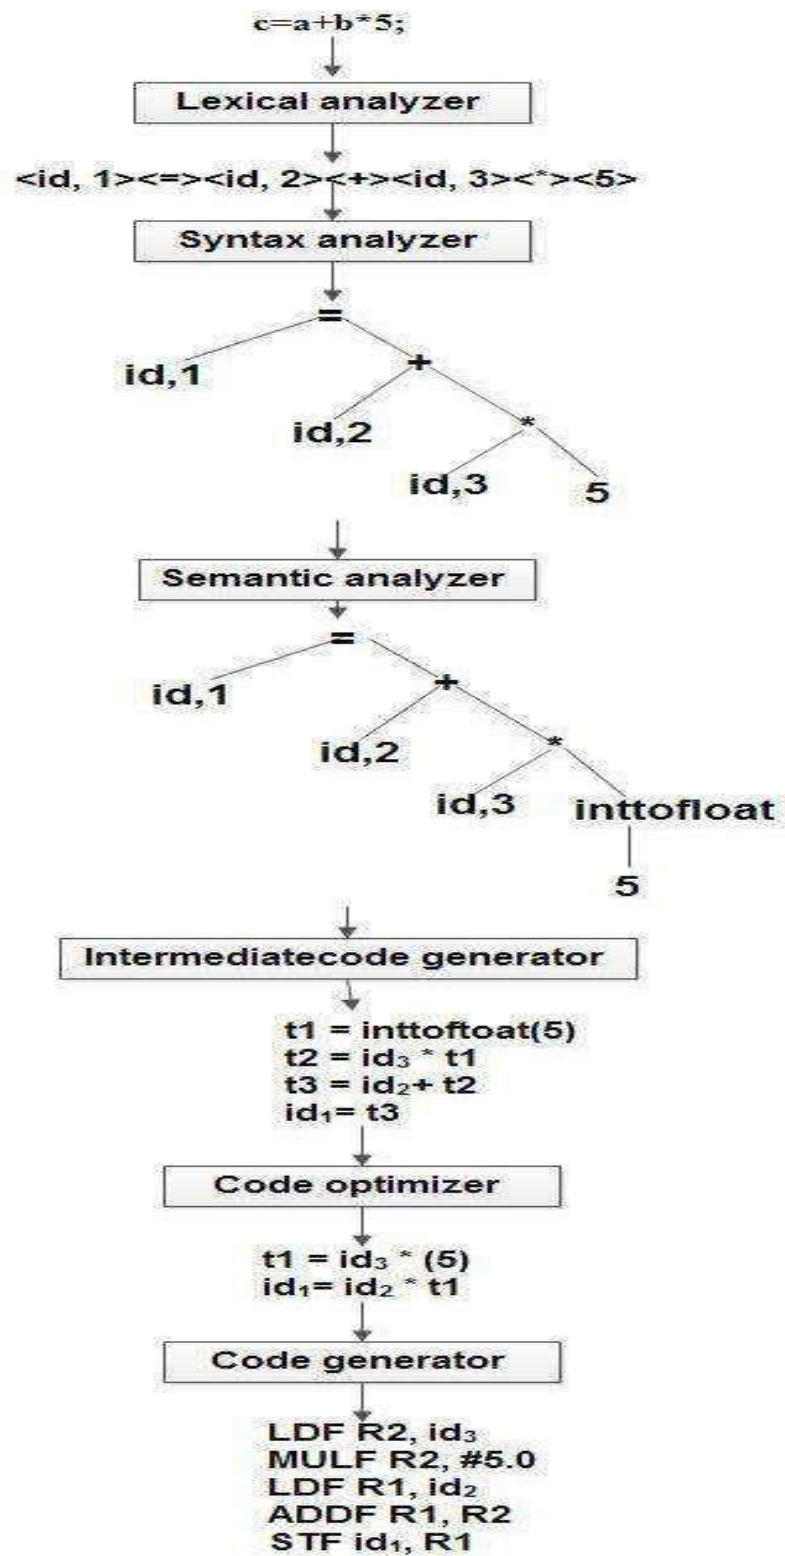 c=a+b*5;
Lexical analyzer
<id, 1><=><id, 2><+><id, 3><*><5>
Syntax analyzer
=
id,1
+
id,2
*
id,3
5
Semantic analyzer
=
id,1
+
id,2
*
id,3
inttofloat
5
Intermediatecode generator
t1 = inttoftoat(5)
t2 = id₃ * t1
t3 = id₂+ t2
id₁= t3
Code optimizer
t1 = id₃ * (5)
id₁= id₂ * t1
Code generator
LDF R2, id₃
MULF R2, #5.0
LDF R1, id₂
ADDF R1, R2
STF id₁, R1